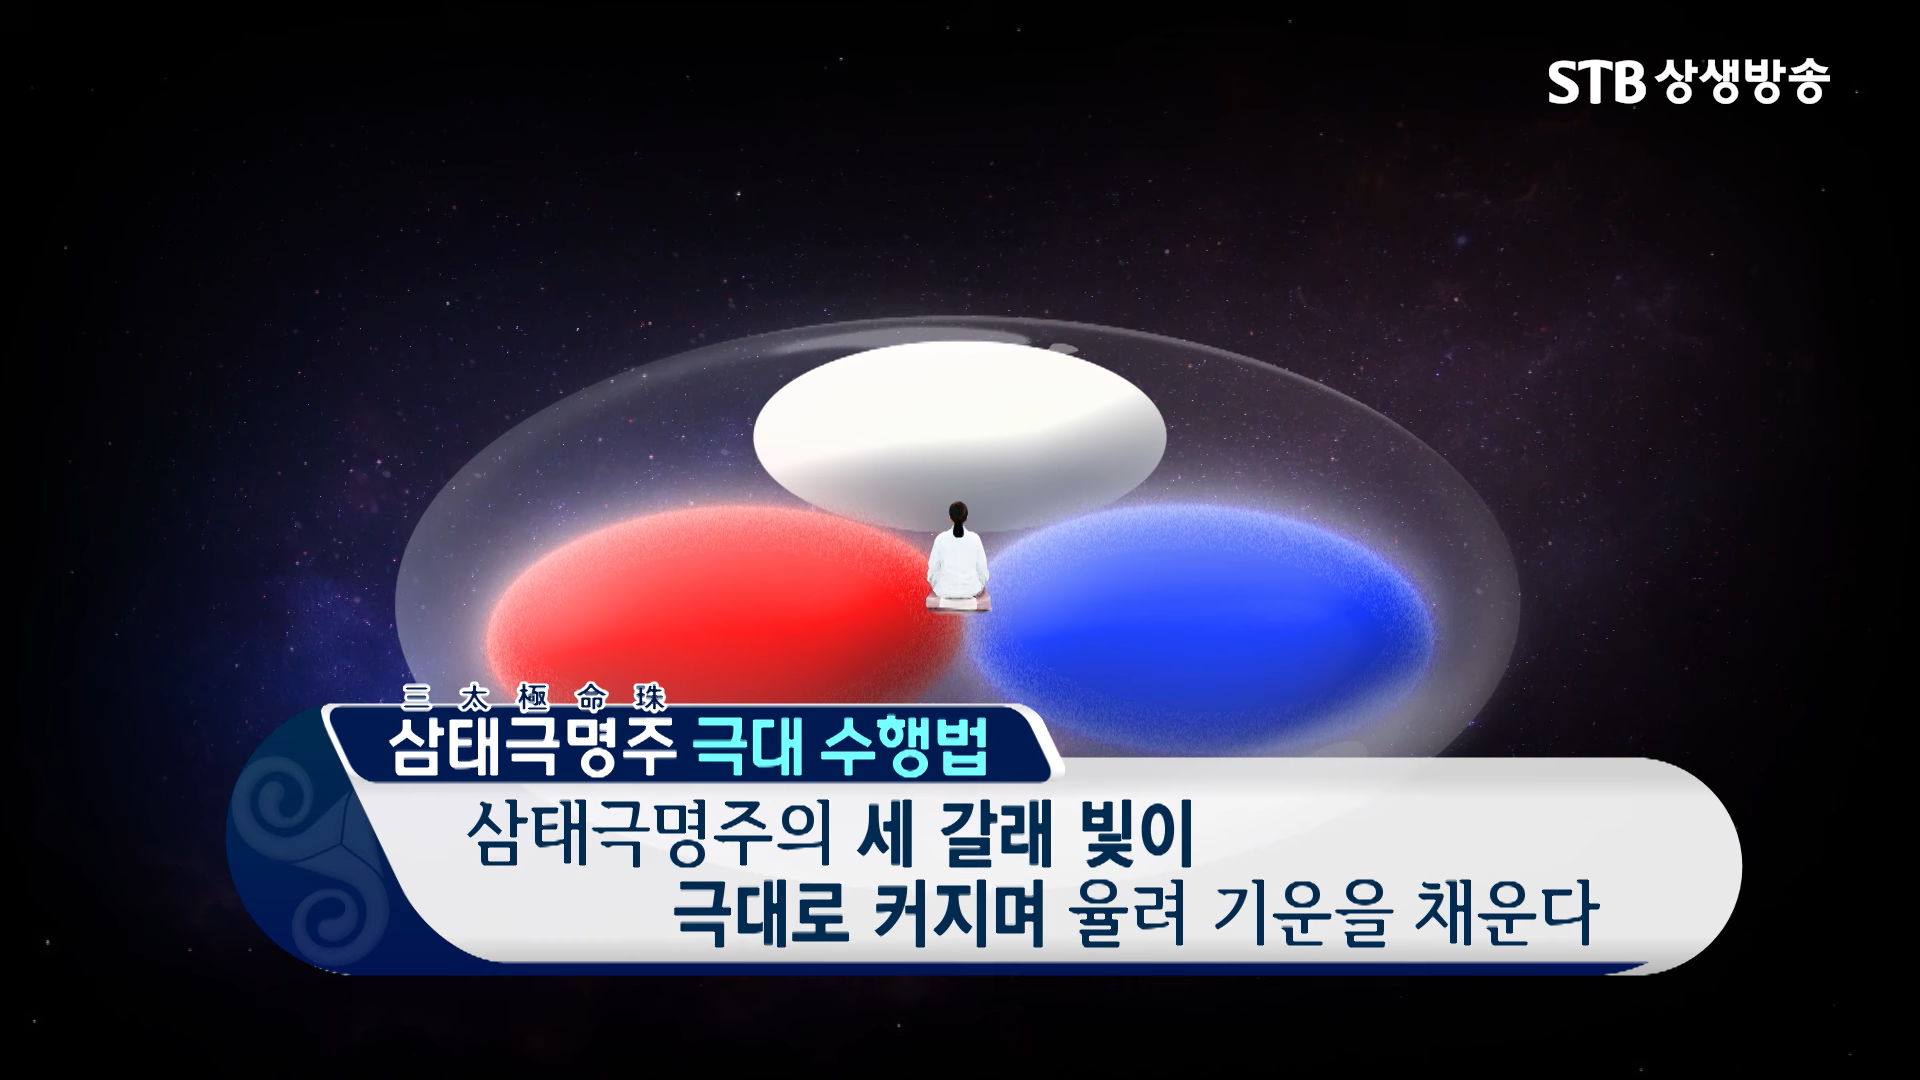 STB 상생방송
三太極命珠
삼태극명주 극대 수행법
삼태극명주의 세 갈래 빛이
극대로 커지며 율려 기운을 채운다